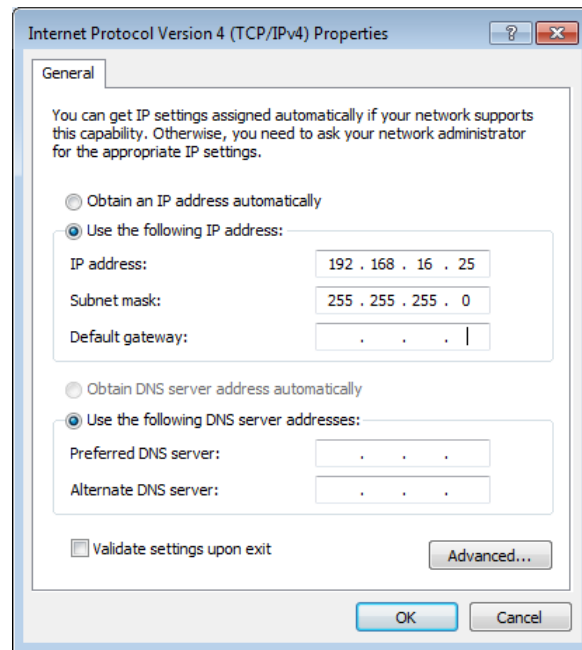 Internet Protocol Version 4 (TCP/IPv4) Properties
General
You can get IP settings assigned automatically if your network supports
this capability. Otherwise, you need to ask your network administrator
for the appropriate IP settings.
Obtain an IP address automatically
Use the following IP address:
IP address: 192 . 168 . 16 . 25
Subnet mask: 255 . 255 . 255 . 0
Default gateway: . . .
Obtain DNS server address automatically
Use the following DNS server addresses:
Preferred DNS server: . . .
Alternate DNS server: . . .
Validate settings upon exit
Advanced...
OK Cancel